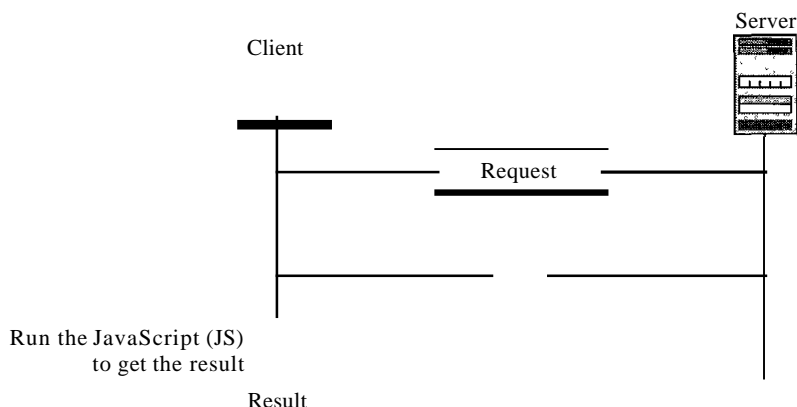 Server
Client
Request
Run the JavaScript (JS)
to get the result
Result